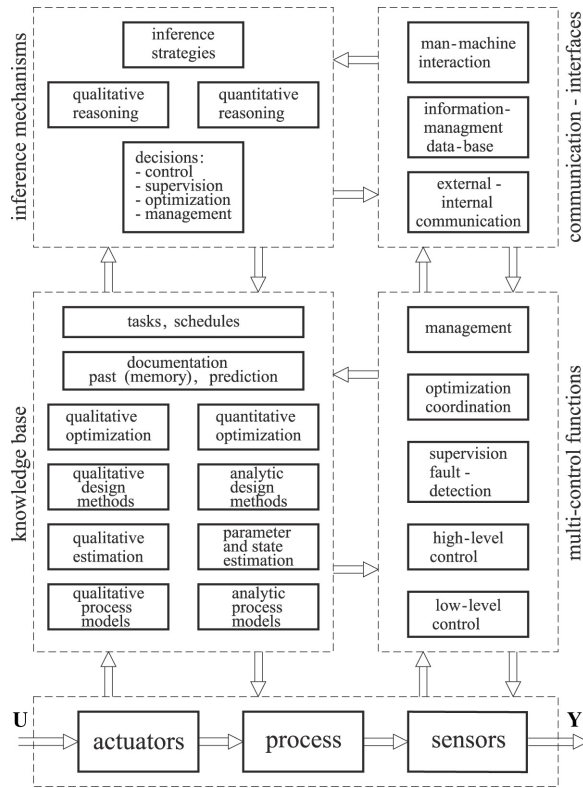 inference mechanisms
inference
strategies
qualitative
reasoning
quantitative
reasoning
decisions:
- control
- supervision
- optimization
- management
communication - interfaces
man-machine
interaction
information-
managment
data-base
external -
internal
communication
knowledge base
tasks, schedules
documentation
past (memory), prediction
qualitative
optimization
quantitative
optimization
qualitative
design
methods
analytic
design
methods
qualitative
estimation
parameter
and state
estimation
qualitative
process
models
analytic
process
models
multi-control functions
management
optimization
coordination
supervision
fault -
detection
high-level
control
low-level
control
U
actuators
process
sensors
Y